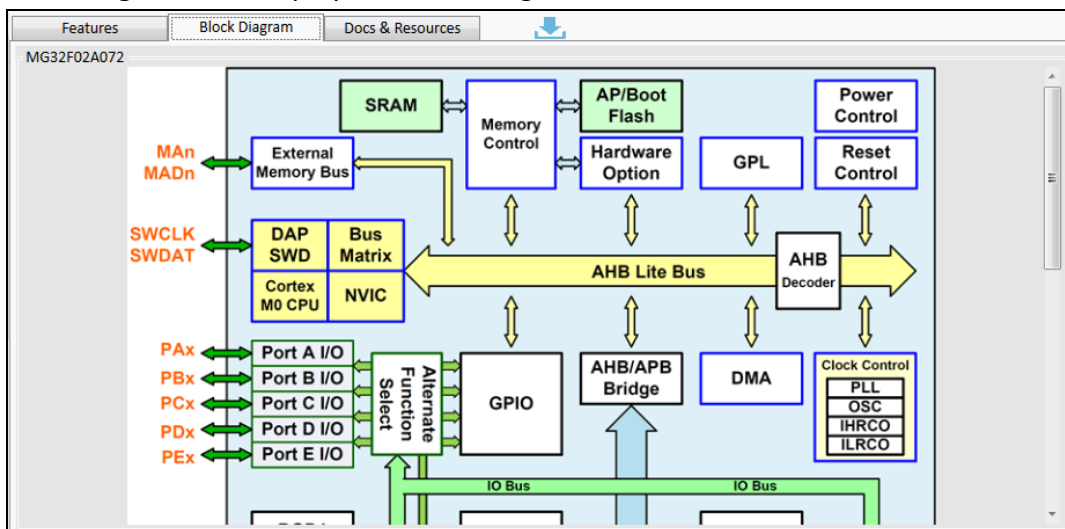 Features
Block Diagram
Docs & Resources
MG32F02A072
SRAM
Memory
Control
AP/Boot
Flash
Power
Control
MAn
MADn
External
Memory Bus
Hardware
Option
GPL
Reset
Control
SWCLK
SWDAT
DAP
SWD
Bus
Matrix
Cortex
M0 CPU
NVIC
AHB Lite Bus
AHB
Decoder
PAx
PBx
PCx
PDx
PEx
Port A I/O
Port B I/O
Port C I/O
Port D I/O
Port E I/O
Alternate
Function
Select
GPIO
AHB/APB
Bridge
DMA
Clock Control
PLL
OSC
IHRCO
ILRCO
IO Bus
IO Bus